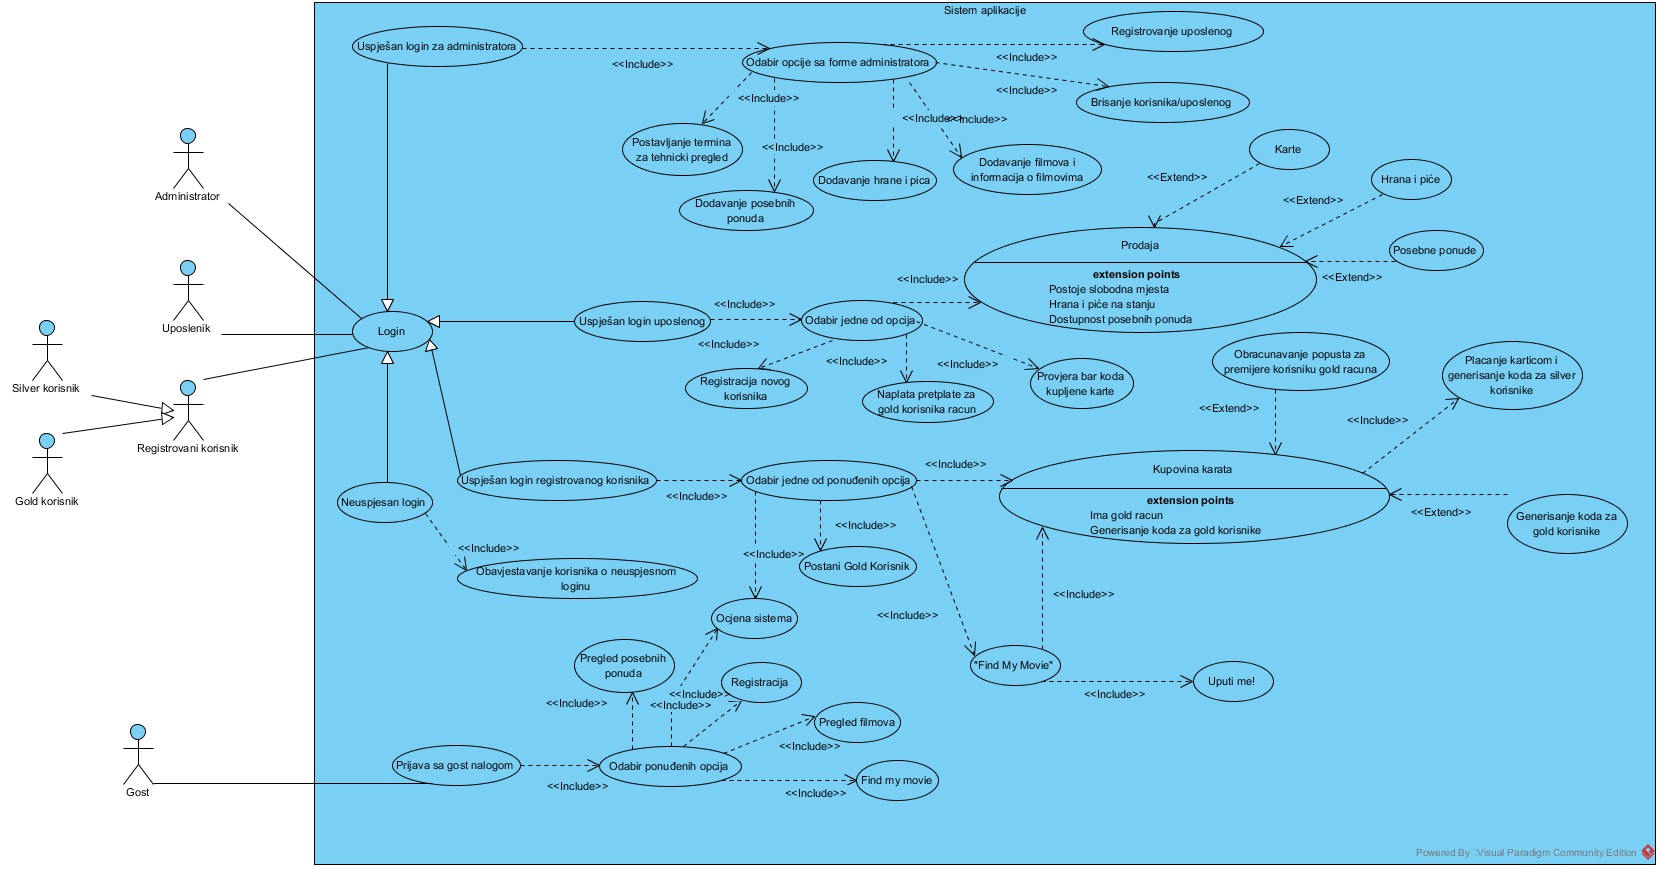 Sistem aplikacije
Uspješan login za administratora
<<Include>>
Odabir opcije sa forme administratora
<<Include>>
Registrovanje uposlenog
<<Include>>
Brisanje korisnika/uposlenog
<<Include>>
Postavljanje termina
za tehnicki pregled
<<Include>>
Dodavanje posebnih
ponuda
<<Include>>
Dodavanje hrane i pica
<<Include>>
Dodavanje filmova i
informacija o filmovima
Administrator
Karte
<<Extend>>
Hrana i piće
<<Extend>>
Posebne ponude
<<Extend>>
Prodaja
extension points
Postoje slobodna mjesta
Hrana i piće na stanju
Dostupnost posebnih ponuda
<<Include>>
Uposlenik
Login
Uspješan login uposlenog
<<Include>>
Odabir jedne od opcija
<<Include>>
Registracija novog
korisnika
<<Include>>
Naplata pretplate za
gold korisnika racun
<<Include>>
Provjera bar koda
kupljene karte
Silver korisnik
Registrovani korisnik
Gold korisnik
Obracunavanje popusta za
premijere korisniku gold racuna
<<Extend>>
Placanje karticom i
generisanje koda za silver
korisnike
<<Include>>
Uspješan login registrovanog korisnika
<<Include>>
Odabir jedne od ponuđenih opcija
<<Include>>
Kupovina karata
extension points
Ima gold racun
Generisanje koda za gold korisnike
<<Extend>>
Generisanje koda za
gold korisnike
Neuspjesan login
<<Include>>
Obavjestavanje korisnika o neuspjesnom
loginu
<<Include>>
Postani Gold Korisnik
<<Include>>
Ocjena sistema
<<Include>>
<<Include>>
"Find My Movie"
<<Include>>
Uputi me!
Pregled posebnih
ponuda
<<Include>>
<<Include>>
<<Include>>
Registracija
Pregled filmova
<<Include>>
Gost
Prijava sa gost nalogom
<<Include>>
Odabir ponuđenih opcija
<<Include>>
Find my movie
Powered By Visual Paradigm Community Edition